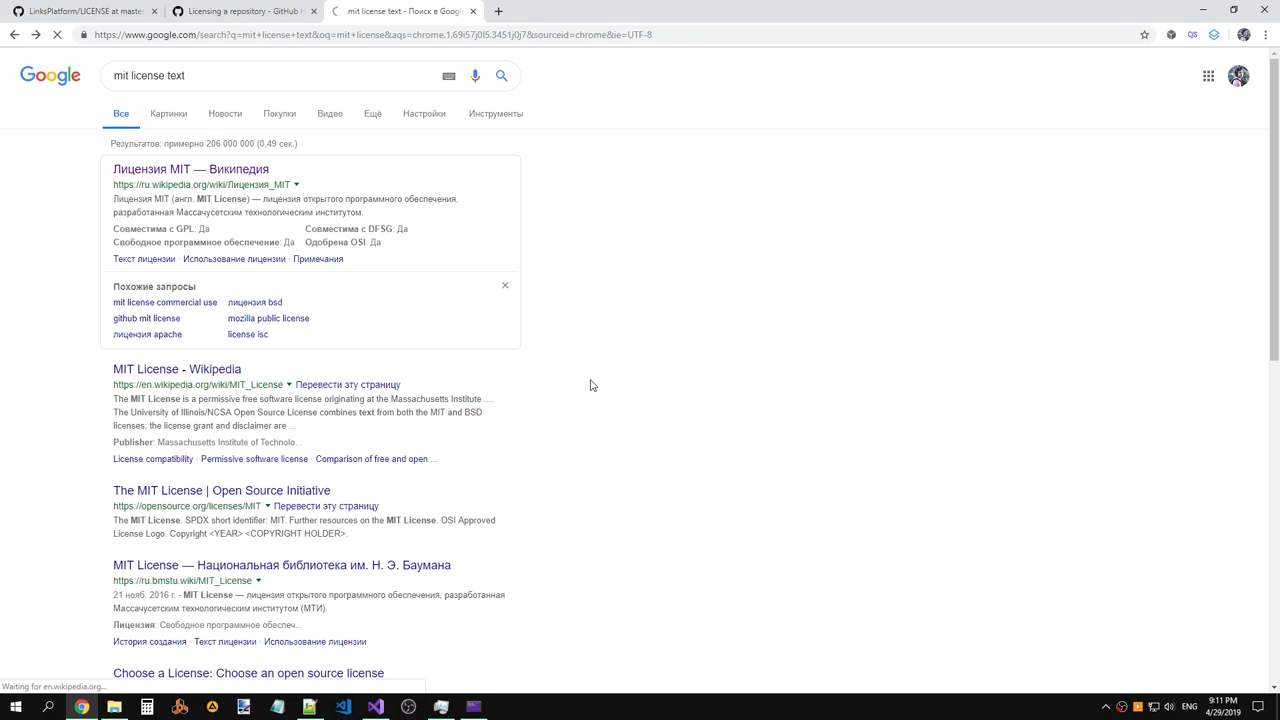 LinksPlatform/LICENSE at maste
Licensing a repository - GitHub H
mit license text - Поиск в Google
https://www.google.com/search?q=mit+license+text&oq=mit+license&aqs=chrome.1.69i57j0l5.3451j0j7&sourceid=chrome&ie=UTF-8
Google
mit license text
Все Картинки Новости Покупки Видео Ещё Настройки Инструменты
Результатов: примерно 206 000 000 (0,49 сек.)
Лицензия MIT — Википедия
https://ru.wikipedia.org/wiki/Лицензия_MIT
Лицензия MIT (англ. MIT License) — лицензия открытого программного обеспечения,
разработанная Массачусетским технологическим институтом.
Совместима с GPL: Да Совместима с DFSG: Да
Свободное программное обеспечение: Да Одобрена OSI: Да
Текст лицензии · Использование лицензии · Примечания
Похожие запросы
mit license commercial use лицензия bsd
github mit license mozilla public license
лицензия apache license isc
MIT License - Wikipedia
https://en.wikipedia.org/wiki/MIT_License Перевести эту страницу
The MIT License is a permissive free software license originating at the Massachusetts Institute ....
The University of Illinois/NCSA Open Source License combines text from both the MIT and BSD
licenses; the license grant and disclaimer are ...
Publisher: Massachusetts Institute of Technolo...
License compatibility · Permissive software license · Comparison of free and open ...
The MIT License | Open Source Initiative
https://opensource.org/licenses/MIT Перевести эту страницу
The MIT License. SPDX short identifier: MIT. Further resources on the MIT License. OSI Approved
License Logo. Copyright <YEAR> <COPYRIGHT HOLDER>.
MIT License — Национальная библиотека им. Н. Э. Баумана
https://ru.bmstu.wiki/MIT_License
21 нояб. 2016 г. - MIT License — лицензия открытого программного обеспечения, разработанная
Массачусетским технологическим институтом (МТИ).
Лицензия: Свободное программное обеспеч...
История создания · Текст лицензии · Использование лицензии
Choose a License: Choose an open source license
Waiting for en.wikipedia.org...
ENG
9:11 PM
4/29/2019